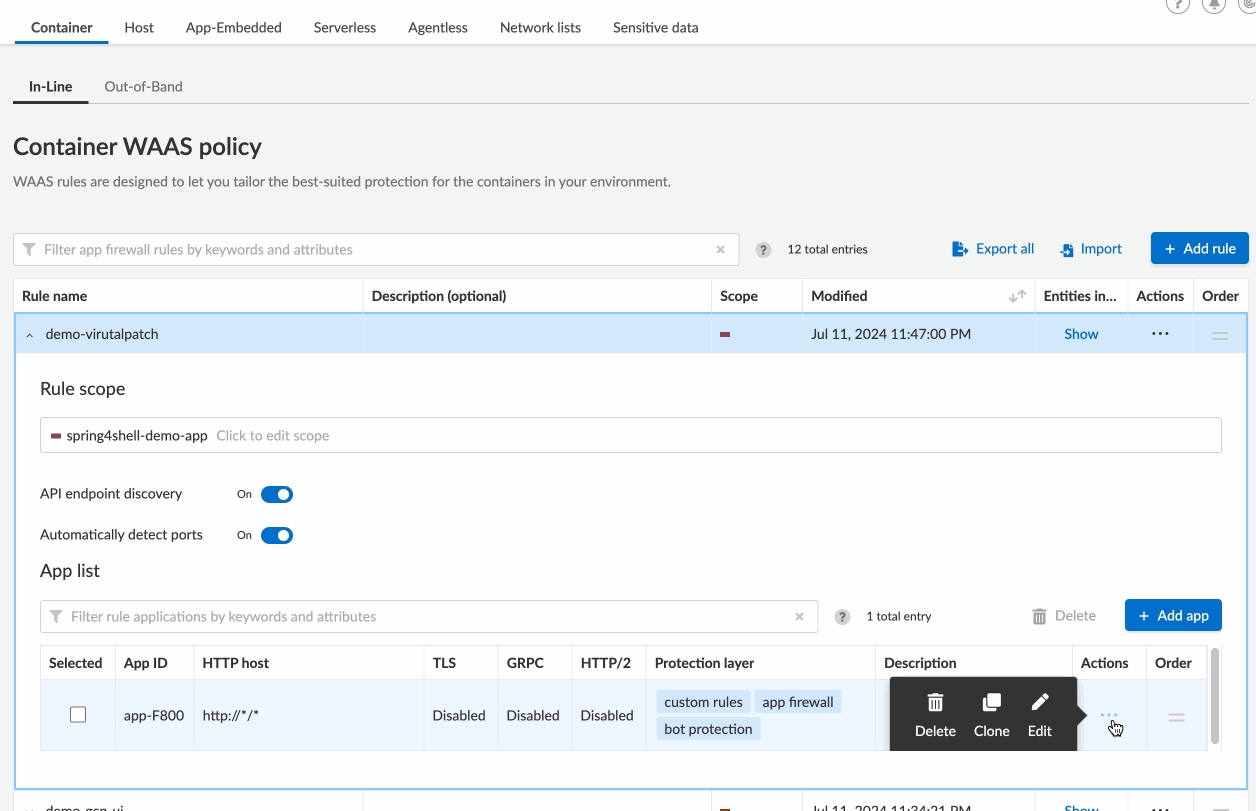 Container Host App-Embedded Serverless Agentless Network lists Sensitive data
In-Line Out-of-Band
Container WAAS policy
WAAS rules are designed to let you tailor the best-suited protection for the containers in your environment.
Filter app firewall rules by keywords and attributes × ? 12 total entries Export all Import + Add rule
Rule name Description (optional) Scope Modified Entities in... Actions Order
demo-virutalpatch Jul 11, 2024 11:47:00 PM Show ...
Rule scope
spring4shell-demo-app Click to edit scope
API endpoint discovery On
Automatically detect ports On
App list
Filter rule applications by keywords and attributes × ? 1 total entry Delete + Add app
Selected App ID HTTP host TLS GRPC HTTP/2 Protection layer Description Actions Order
app-F800 http://*/* Disabled Disabled Disabled custom rules app firewall
bot protection
Delete Clone Edit
demo-gcp-ui Jul 11, 2024 11:34:21 PM Show